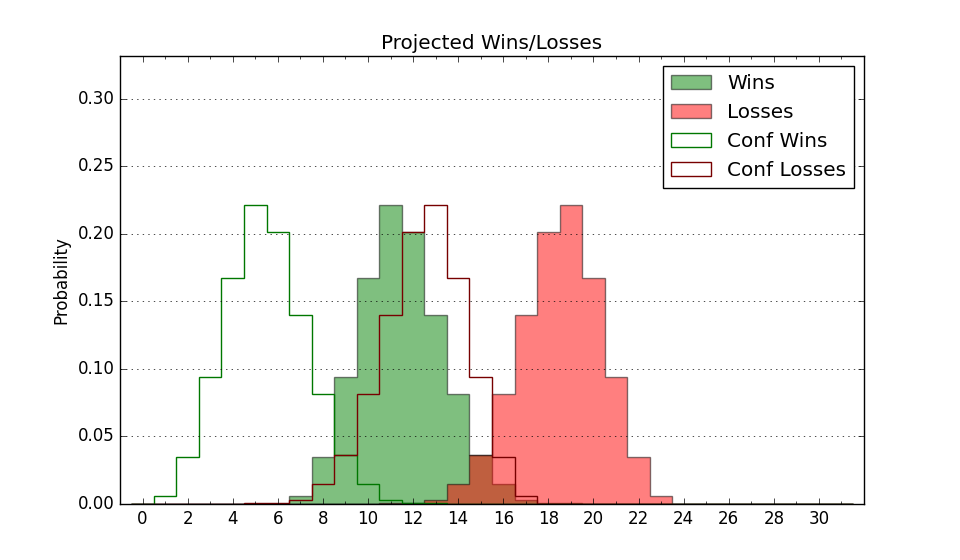 Projected Wins/Losses
Wins
Losses
Conf Wins
Conf Losses
Probability
0.30
0.25
0.20
0.15
0.10
0.05
0.00
0 2 4 6 8 10 12 14 16 18 20 22 24 26 28 30